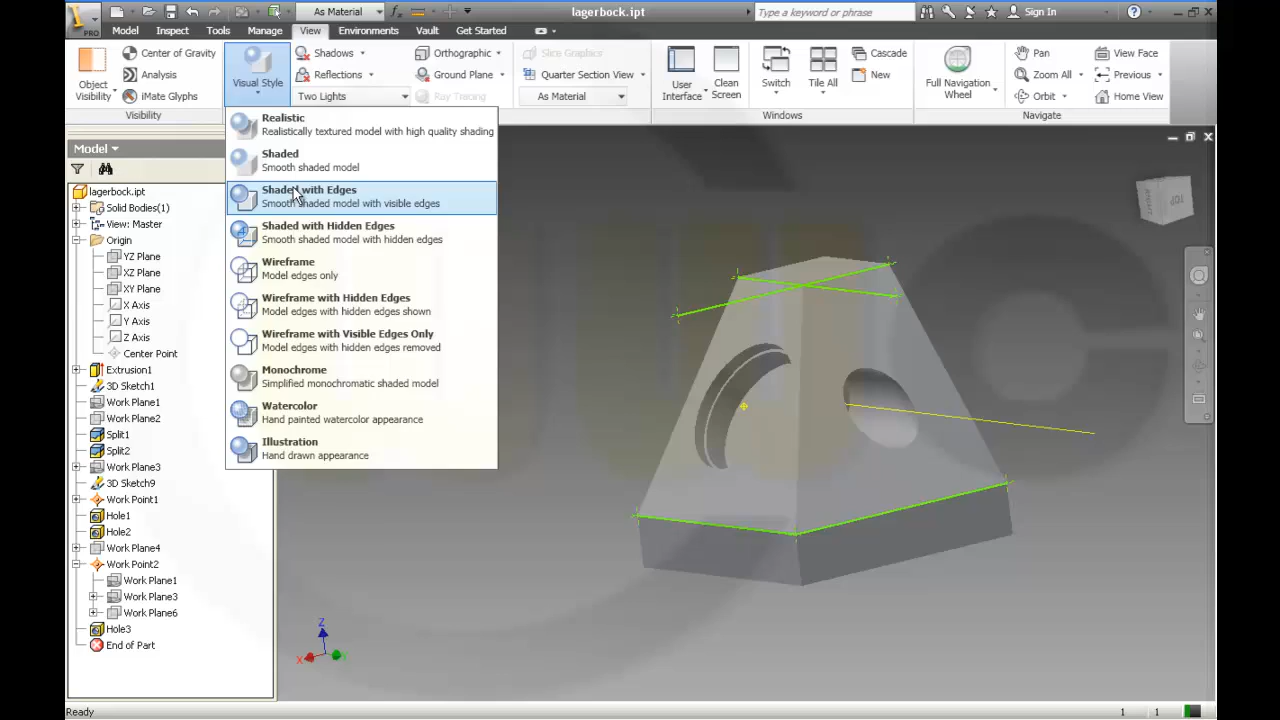 PRO
As Material
lagerbock.ipt
Type a keyword or phrase
Sign In
Model Inspect Tools Manage View Environments Vault Get Started
Object Visibility
Center of Gravity
Analysis
iMate Glyphs
Visibility
Visual Style
Shadows
Reflections
Two Lights
Orthographic
Ground Plane
Ray Tracing
Slice Graphics
Quarter Section View
As Material
User Interface
Clean Screen
Switch
Tile All
Cascade
New
Windows
Full Navigation Wheel
Pan
Zoom All
Orbit
View Face
Previous
Home View
Navigate
Realistic
Realistically textured model with high quality shading
Shaded
Smooth shaded model
Shaded with Edges
Smooth shaded model with visible edges
Shaded with Hidden Edges
Smooth shaded model with hidden edges
Wireframe
Model edges only
Wireframe with Hidden Edges
Model edges with hidden edges shown
Wireframe with Visible Edges Only
Model edges with hidden edges removed
Monochrome
Simplified monochromatic shaded model
Watercolor
Hand painted watercolor appearance
Illustration
Hand drawn appearance
Model
lagerbock.ipt
Solid Bodies(1)
View: Master
Origin
YZ Plane
XZ Plane
XY Plane
X Axis
Y Axis
Z Axis
Center Point
Extrusion1
3D Sketch1
Work Plane1
Work Plane2
Split1
Split2
Work Plane3
3D Sketch9
Work Point1
Hole1
Hole2
Work Plane4
Work Point2
Work Plane1
Work Plane3
Work Plane6
Hole3
End of Part
Z
X
Ready
1 1